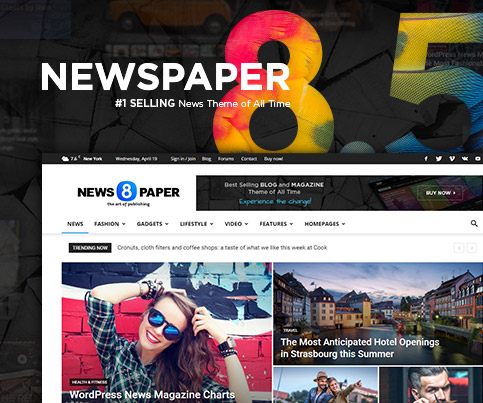 8.5
NEWSPAPER
#1 SELLING News Theme of All Time
7.6 New York Wednesday, April 19 Sign in / Join Blog Forums Contact Buy now!
NEWS 8 PAPER
the art of publishing
Best Selling BLOG and MAGAZINE
Theme of All Time
Experience the change!
BUY NOW
NEWS FASHION GADGETS LIFESTYLE VIDEO FEATURES HOMEPAGES
TRENDING NOW Cronuts, cloth filters and coffee shops: a taste of what we like this week at Cook
TRAVEL
The Most Anticipated Hotel Openings
in Strasbourg this Summer
HEALTH & FITNESS
WordPress News Magazine Charts